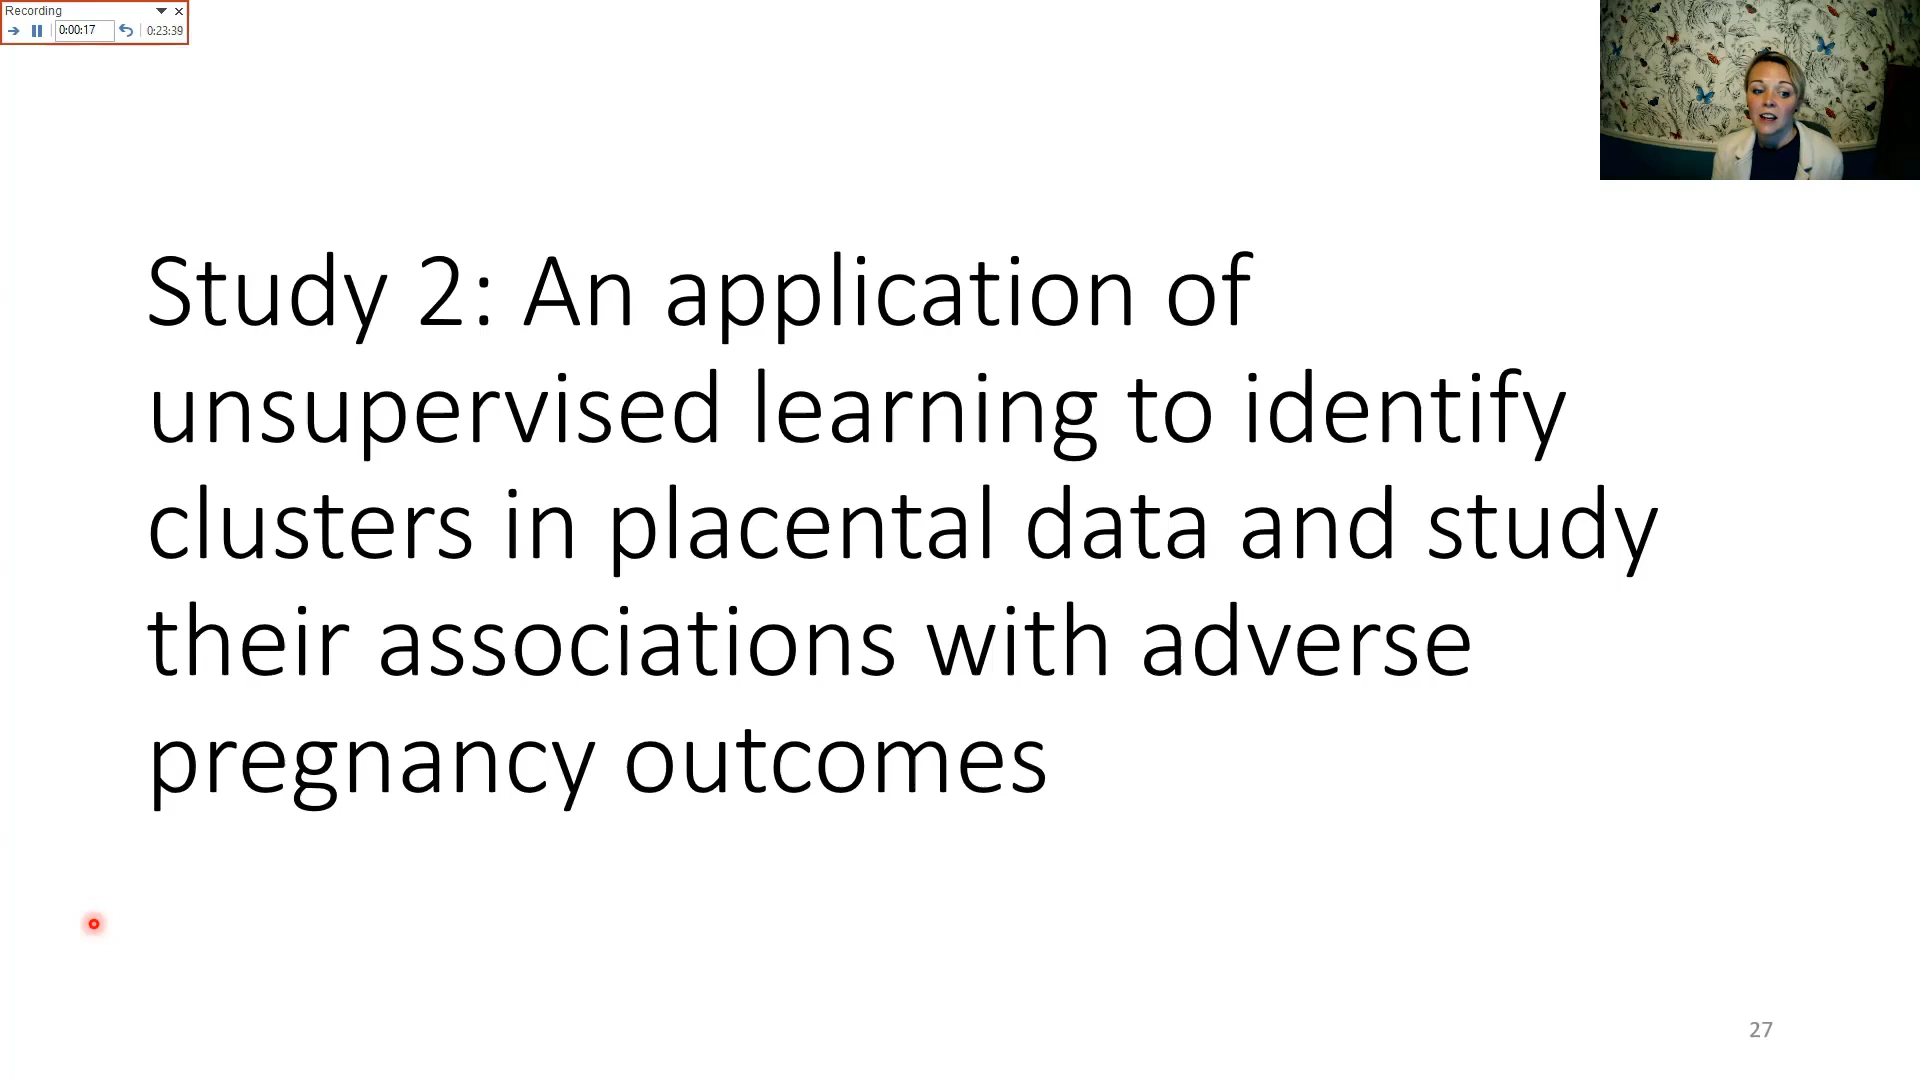 Recording
0:00:17 0:23:39
Study 2: An application of
unsupervised learning to identify
clusters in placental data and study
their associations with adverse
pregnancy outcomes
27